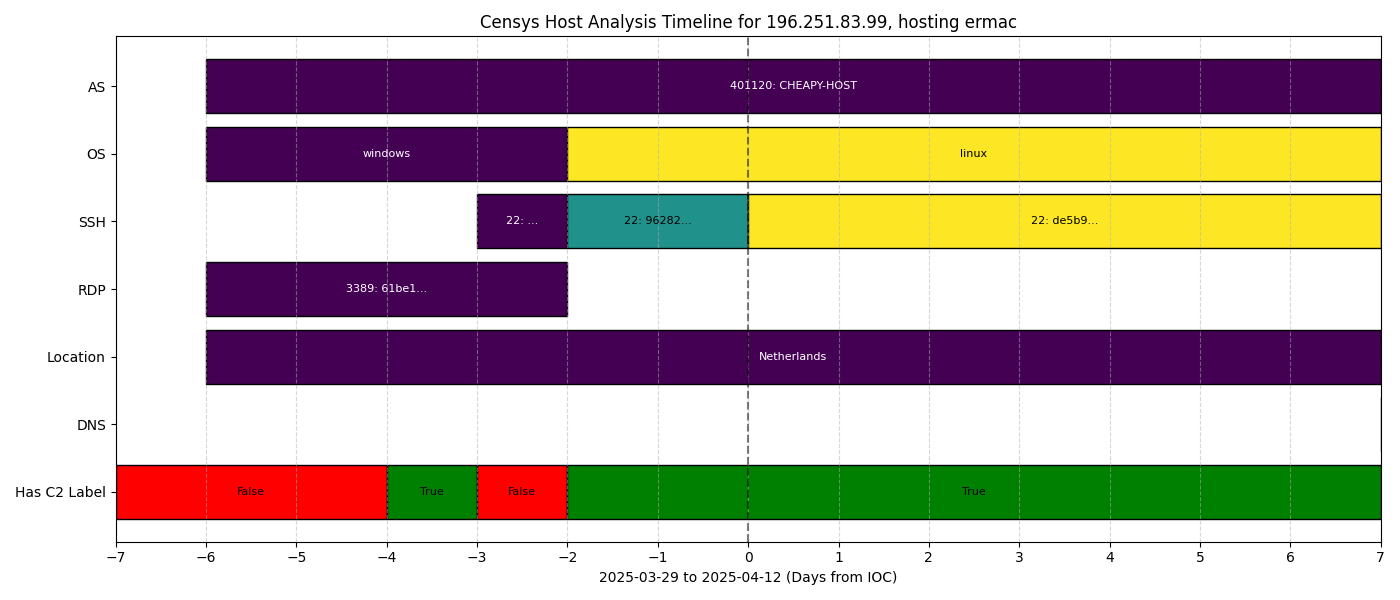 Censys Host Analysis Timeline for 196.251.83.99, hosting ermac
AS
401120: CHEAPY-HOST
OS
windows
linux
SSH
22: ...
22: 96282...
22: de5b9...
RDP
3389: 61be1...
Location
Netherlands
DNS
Has C2 Label
False
True
False
True
−7 −6 −5 −4 −3 −2 −1 0 1 2 3 4 5 6 7
2025-03-29 to 2025-04-12 (Days from IOC)